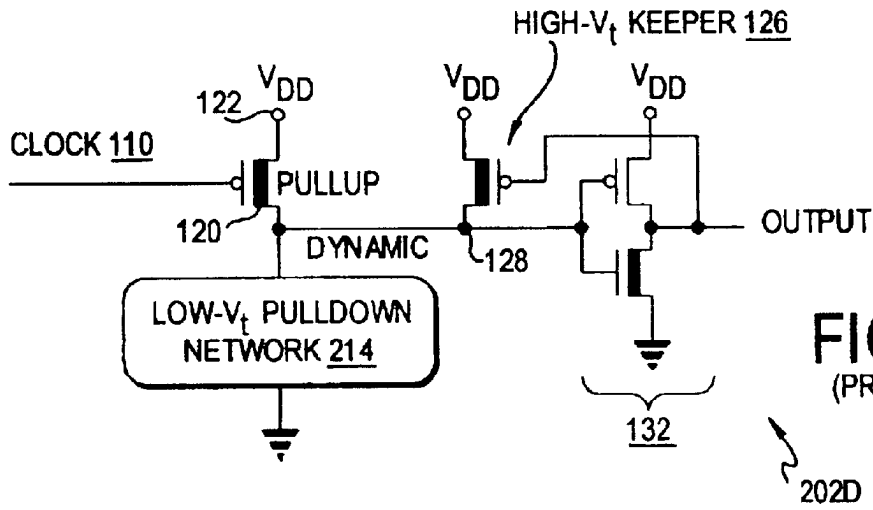 HIGH-Vt KEEPER 126
VDD
VDD
VDD
122
CLOCK 110
PULLUP
120
DYNAMIC
128
OUTPUT
LOW-Vt PULLDOWN
NETWORK 214
132
202D